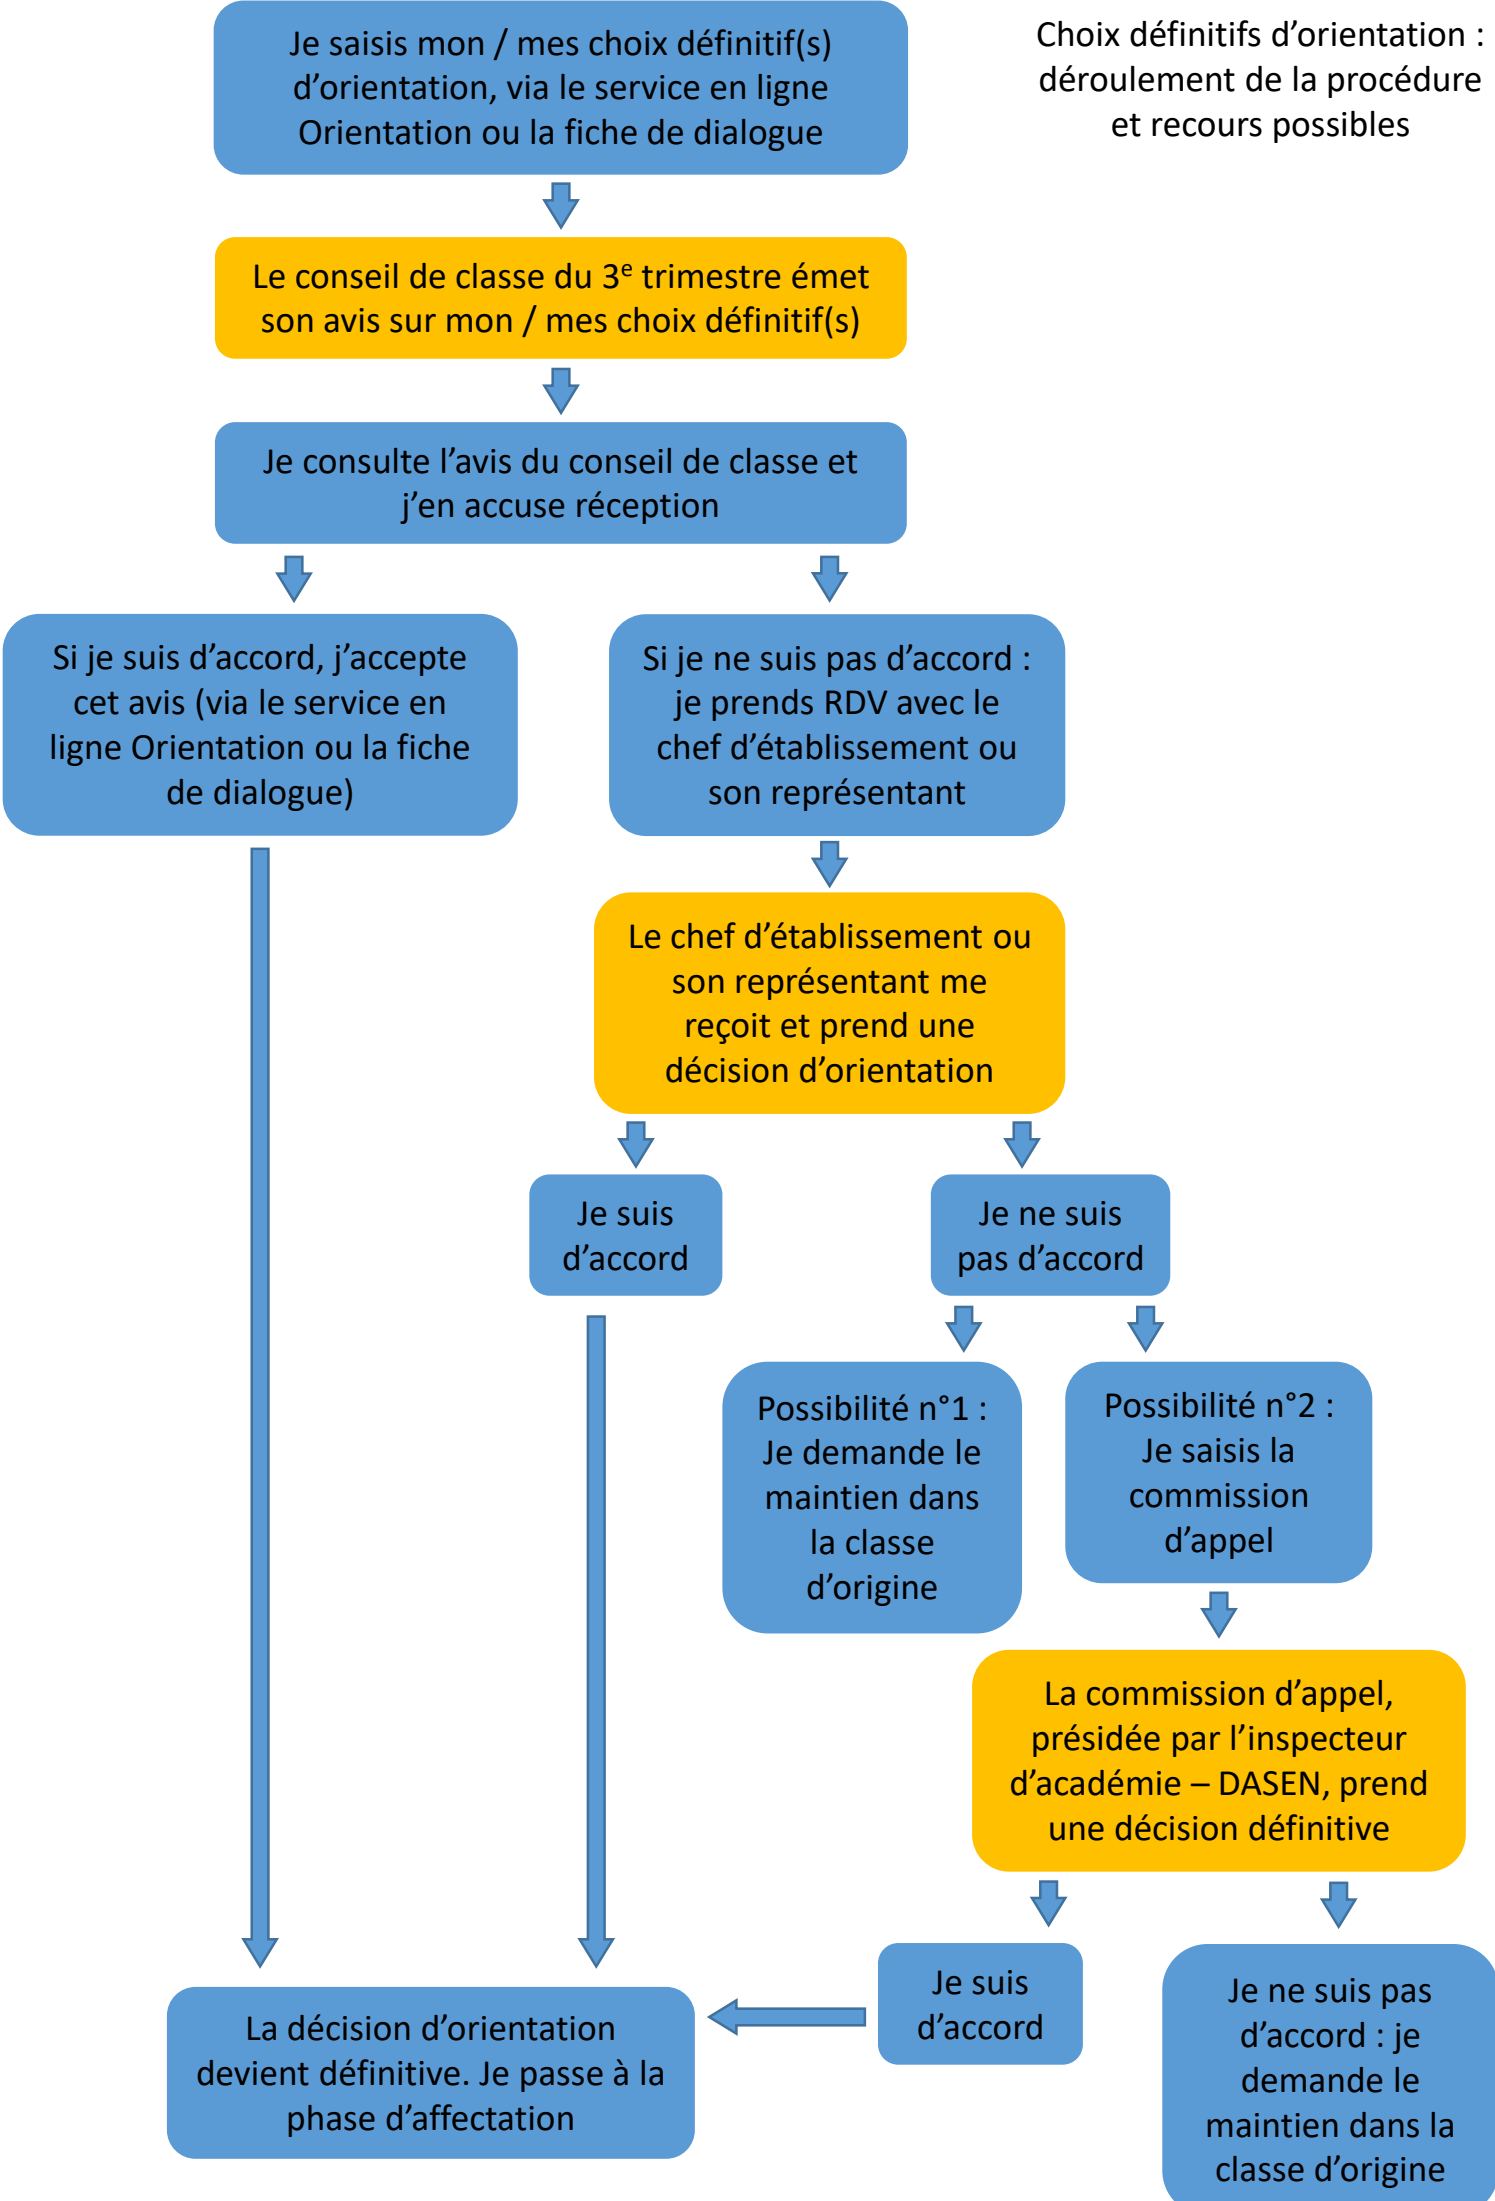 Choix définitifs d’orientation :
déroulement de la procédure
et recours possibles
Je saisis mon / mes choix définitif(s)
d’orientation, via le service en ligne
Orientation ou la fiche de dialogue
Le conseil de classe du 3e trimestre émet
son avis sur mon / mes choix définitif(s)
Je consulte l’avis du conseil de classe et
j’en accuse réception
Si je suis d’accord, j’accepte
cet avis (via le service en
ligne Orientation ou la fiche
de dialogue)
Si je ne suis pas d’accord :
je prends RDV avec le
chef d’établissement ou
son représentant
Le chef d’établissement ou
son représentant me
reçoit et prend une
décision d’orientation
Je suis
d’accord
Je ne suis
pas d’accord
Possibilité n°1 :
Je demande le
maintien dans
la classe
d’origine
Possibilité n°2 :
Je saisis la
commission
d’appel
La commission d’appel,
présidée par l’inspecteur
d’académie – DASEN, prend
une décision définitive
Je suis
d’accord
Je ne suis pas
d’accord : je
demande le
maintien dans la
classe d’origine
La décision d’orientation
devient définitive. Je passe à la
phase d’affectation